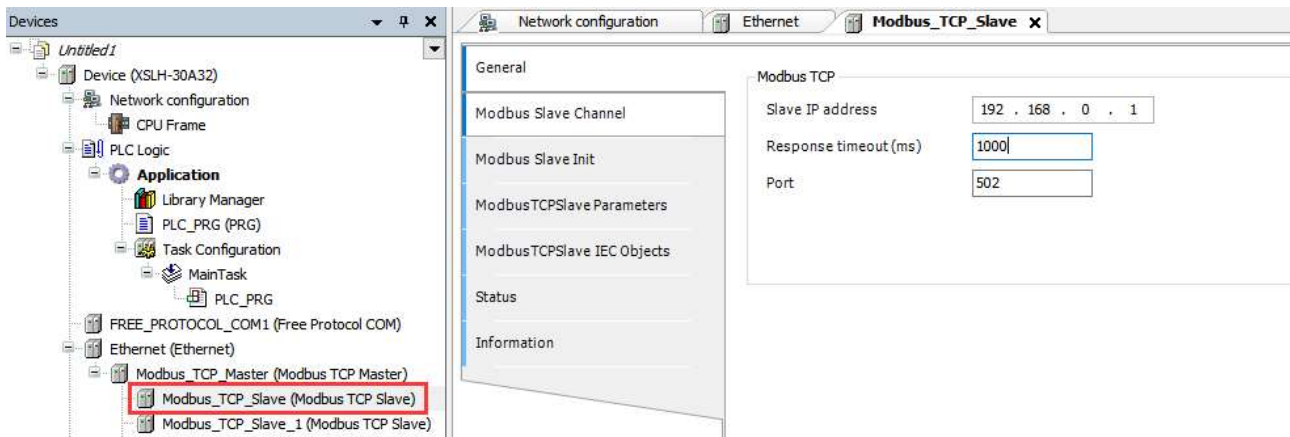 Devices
Untitled1
Device (XSLH-30A32)
Network configuration
CPU Frame
PLC Logic
Application
Library Manager
PLC_PRG (PRG)
Task Configuration
MainTask
PLC_PRG
FREE_PROTOCOL_COM1 (Free Protocol COM)
Ethernet (Ethernet)
Modbus_TCP_Master (Modbus TCP Master)
Modbus_TCP_Slave (Modbus TCP Slave)
Modbus_TCP_Slave_1 (Modbus TCP Slave)
Network configuration
Ethernet
Modbus_TCP_Slave
General
Modbus Slave Channel
Modbus Slave Init
ModbusTCPSlave Parameters
ModbusTCPSlave IEC Objects
Status
Information
Modbus TCP
Slave IP address 192 . 168 . 0 . 1
Response timeout (ms) 1000
Port 502